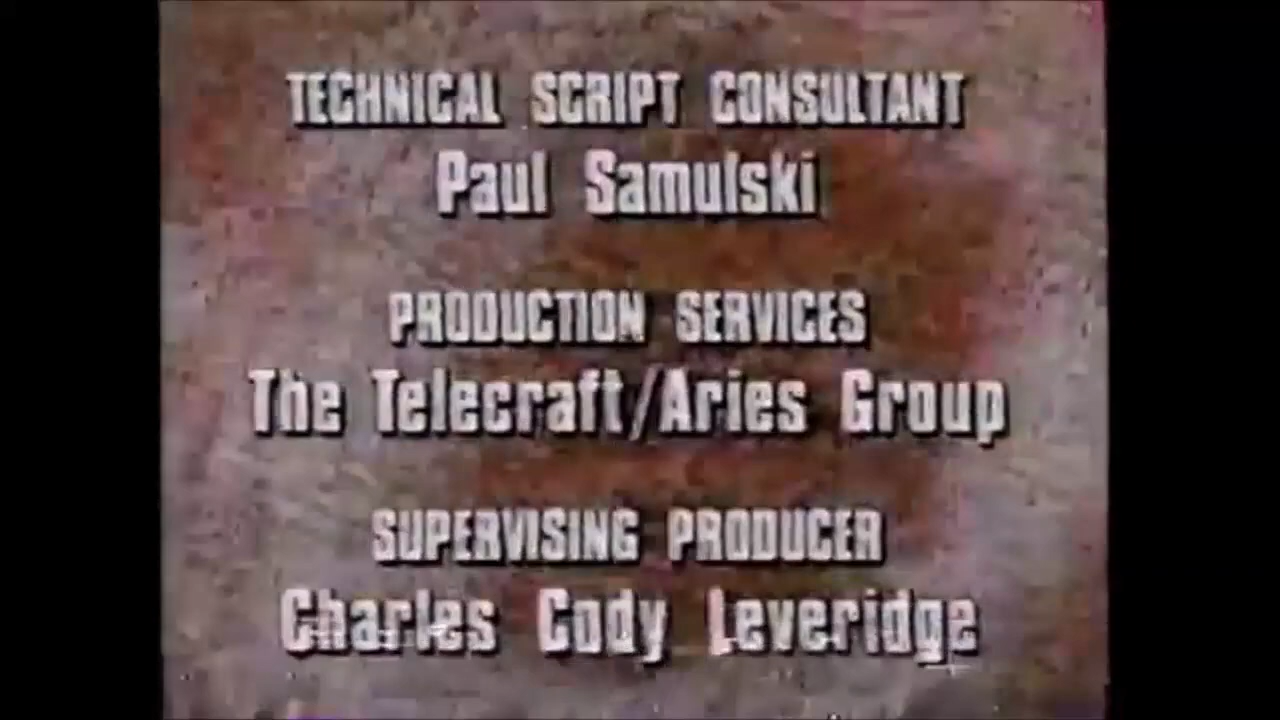 TECHNICAL SCRIPT CONSULTANT
Paul Samulski
PRODUCTION SERVICES
The Telecraft/Aries Group
SUPERVISING PRODUCER
Charles Cody Leveridge